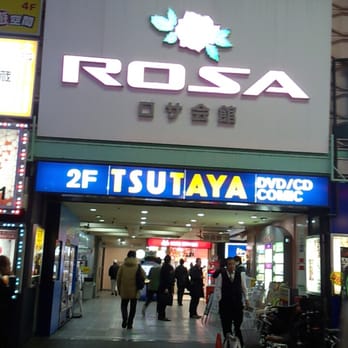 4F
ROSA
ロサ会館
2F TSUTAYA DVD/CD
COMIC